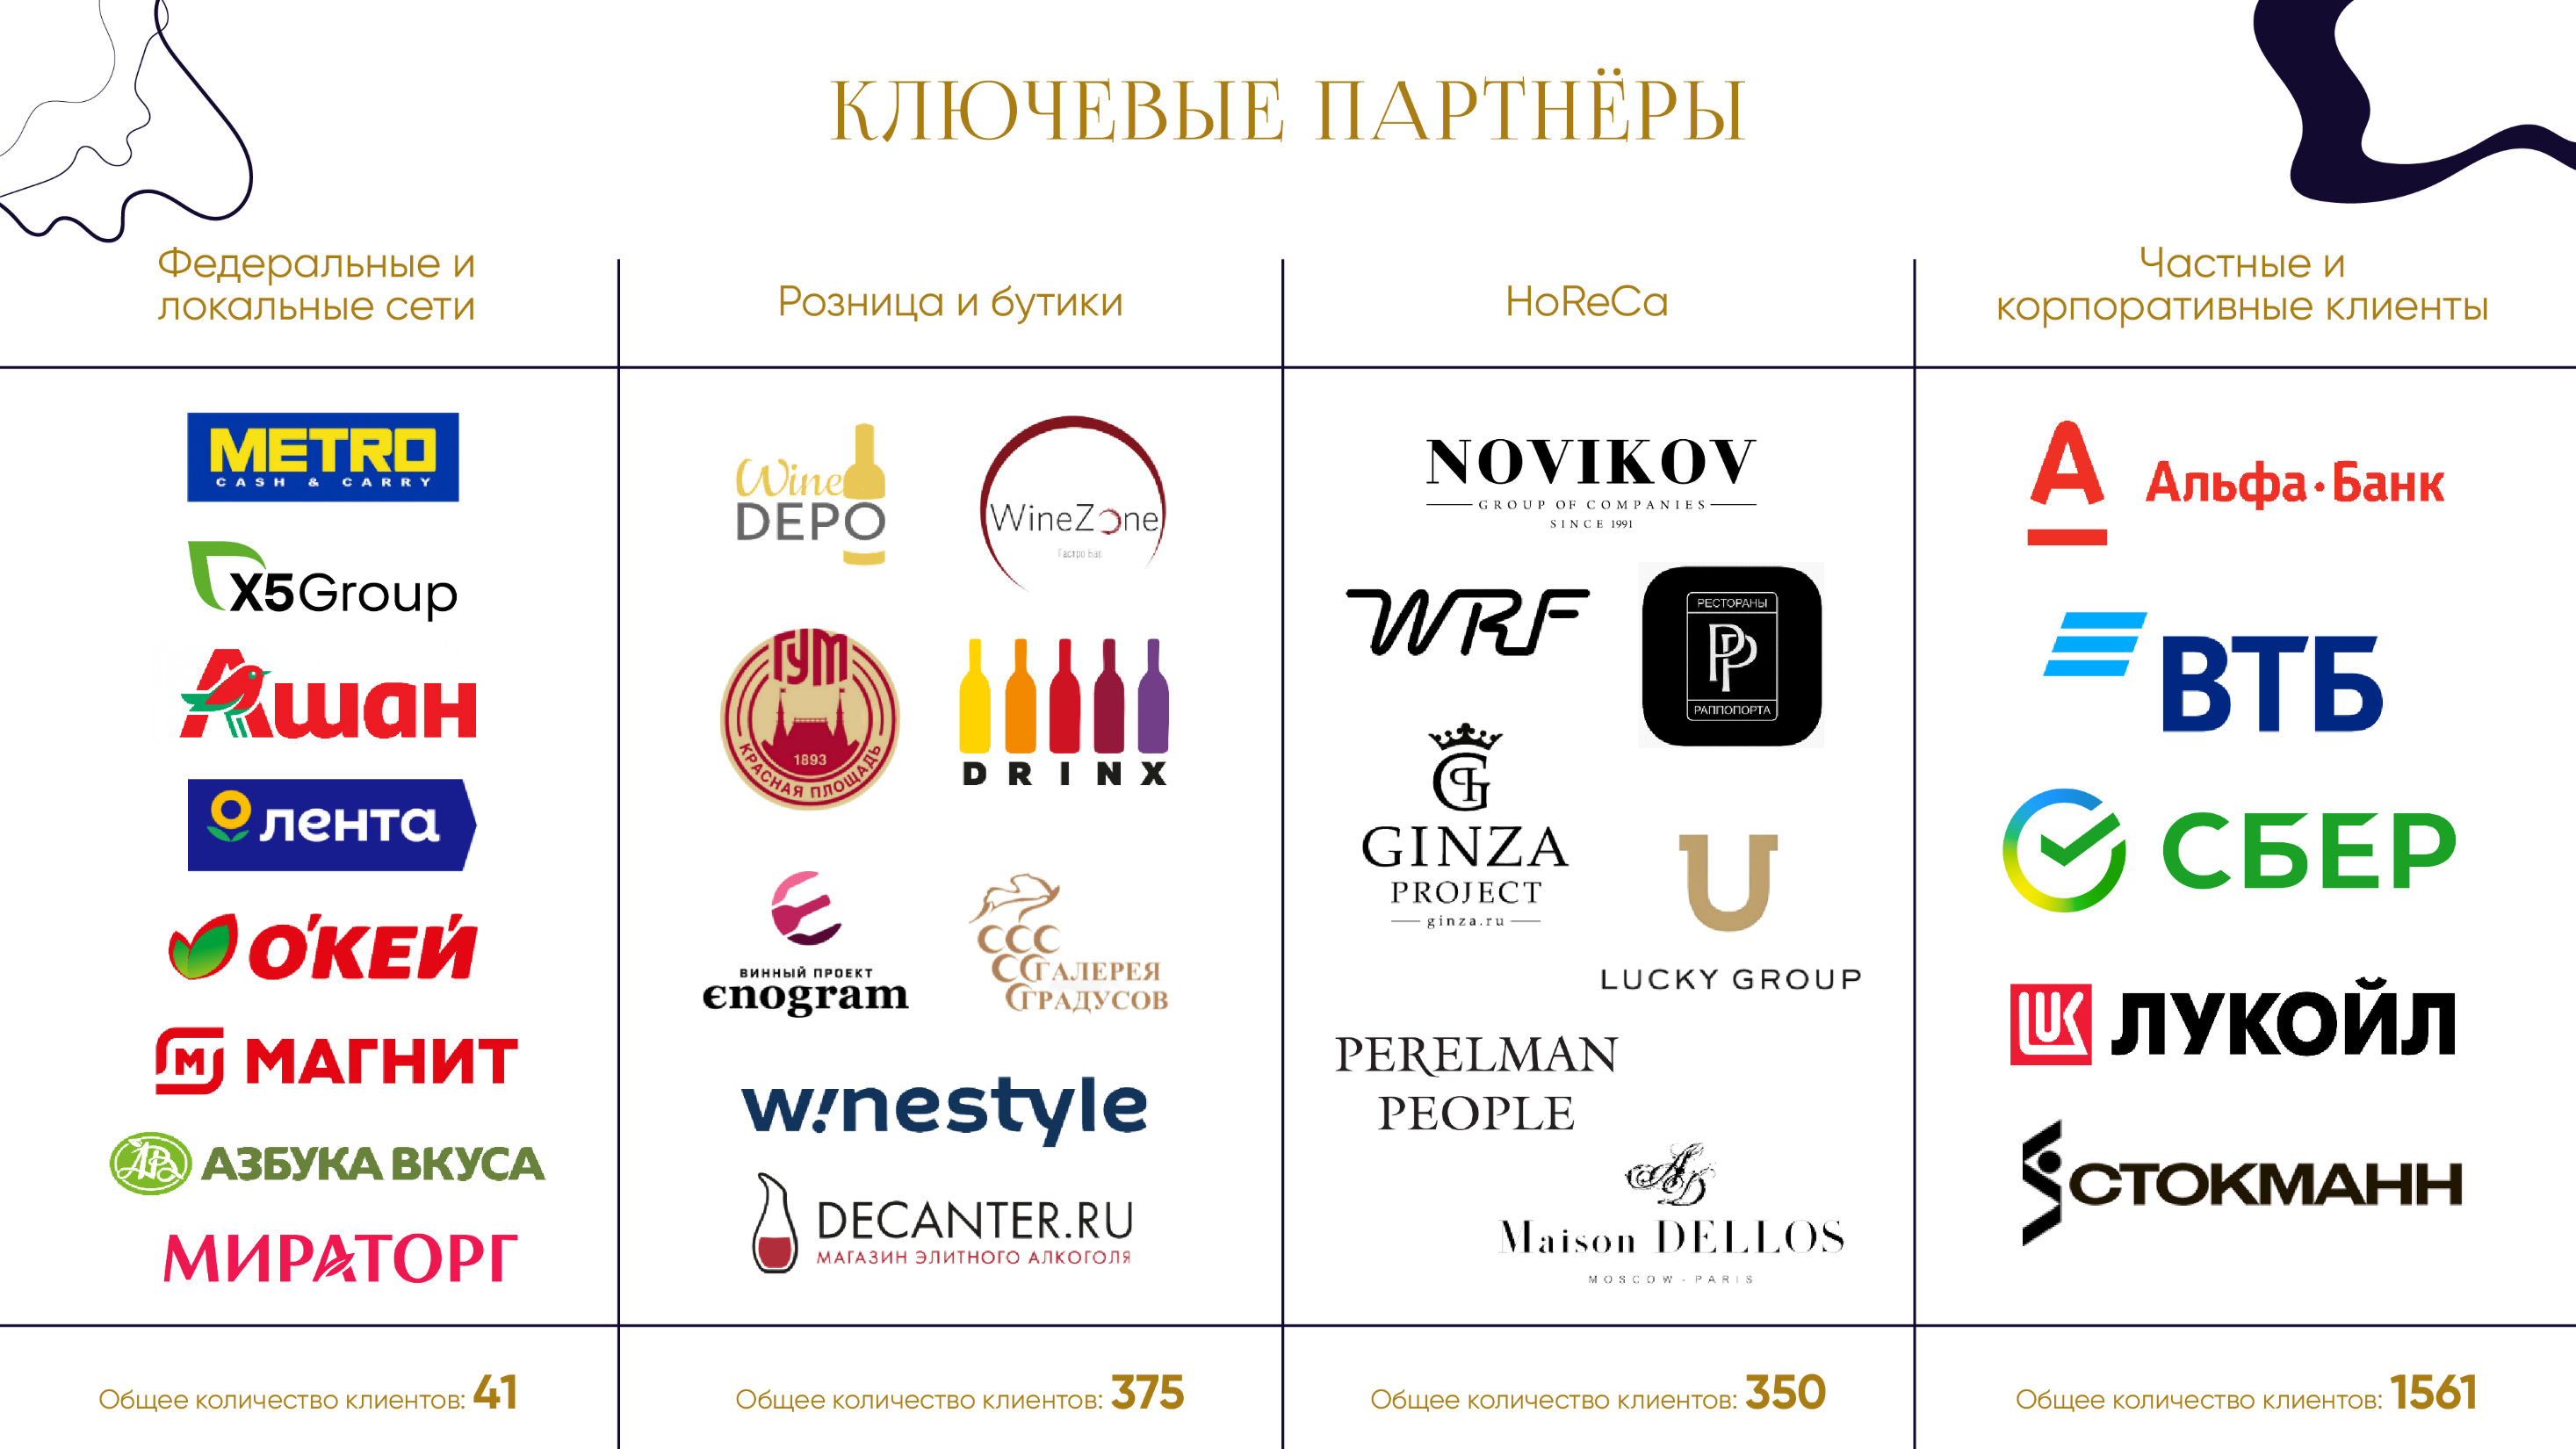 КЛЮЧЕВЫЕ ПАРТНЁРЫ
Федеральные и
локальные сети
METRO
CASH & CARRY
X5Group
Ашан
лента
О'КЕЙ
М МАГНИТ
АЗБУКА ВКУСА
МИРАТОРГ
Общее количество клиентов: 41
Розница и бутики
Wine
DEPO
WineZone
Гастро Бар
ГУМ
1893
КРАСНАЯ ПЛОЩАДЬ
DRINX
ВИННЫЙ ПРОЕКТ
enogram
ГАЛЕРЕЯ
ГРАДУСОВ
w!nestyle
DECANTER.RU
МАГАЗИН ЭЛИТНОГО АЛКОГОЛЯ
Общее количество клиентов: 375
HoReCa
NOVIKOV
GROUP OF COMPANIES
SINCE 1991
WRF
РЕСТОРАНЫ
РР
РАППОПОРТА
GINZA
PROJECT
ginza.ru
LUCKY GROUP
PERELMAN
PEOPLE
Maison DELLOS
MOSCOW - PARIS
Общее количество клиентов: 350
Частные и
корпоративные клиенты
А Альфа·Банк
ВТБ
СБЕР
ЛУКОЙЛ
СТОКМАНН
Общее количество клиентов: 1561